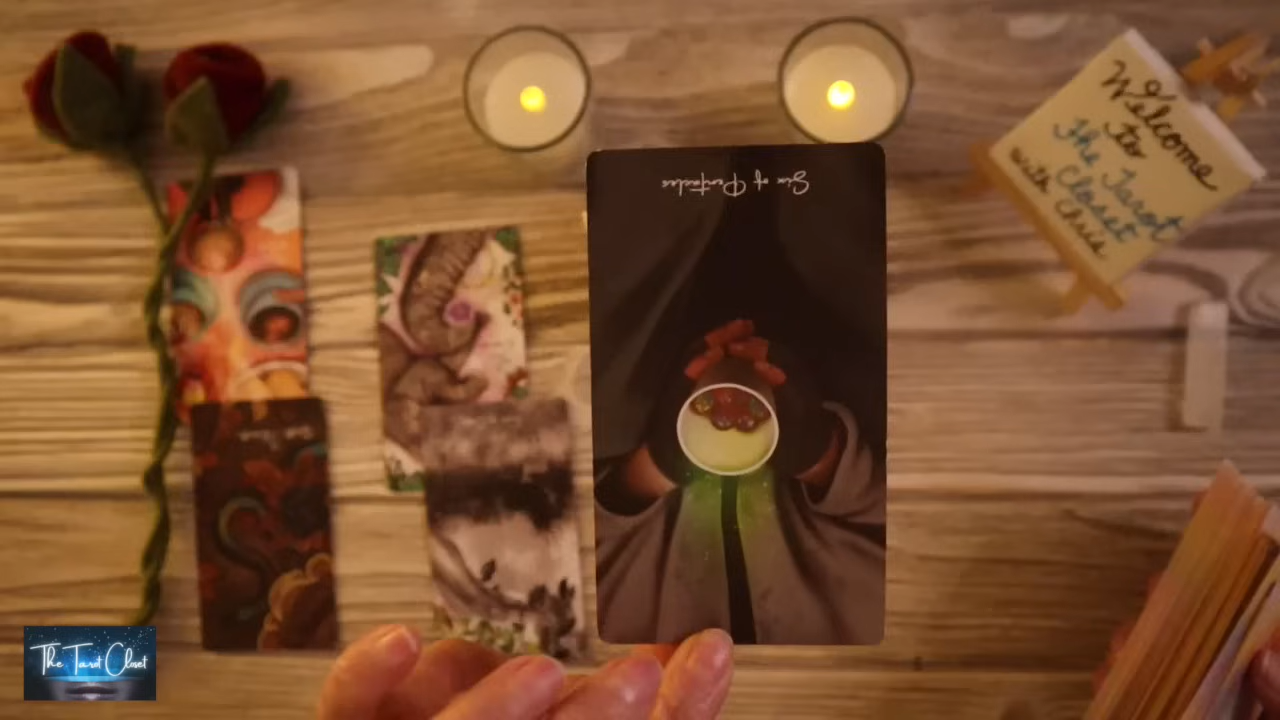 Six of Pentacles
Welcome
to
The Tarot
Closet
with Chris
The Tarot Closet